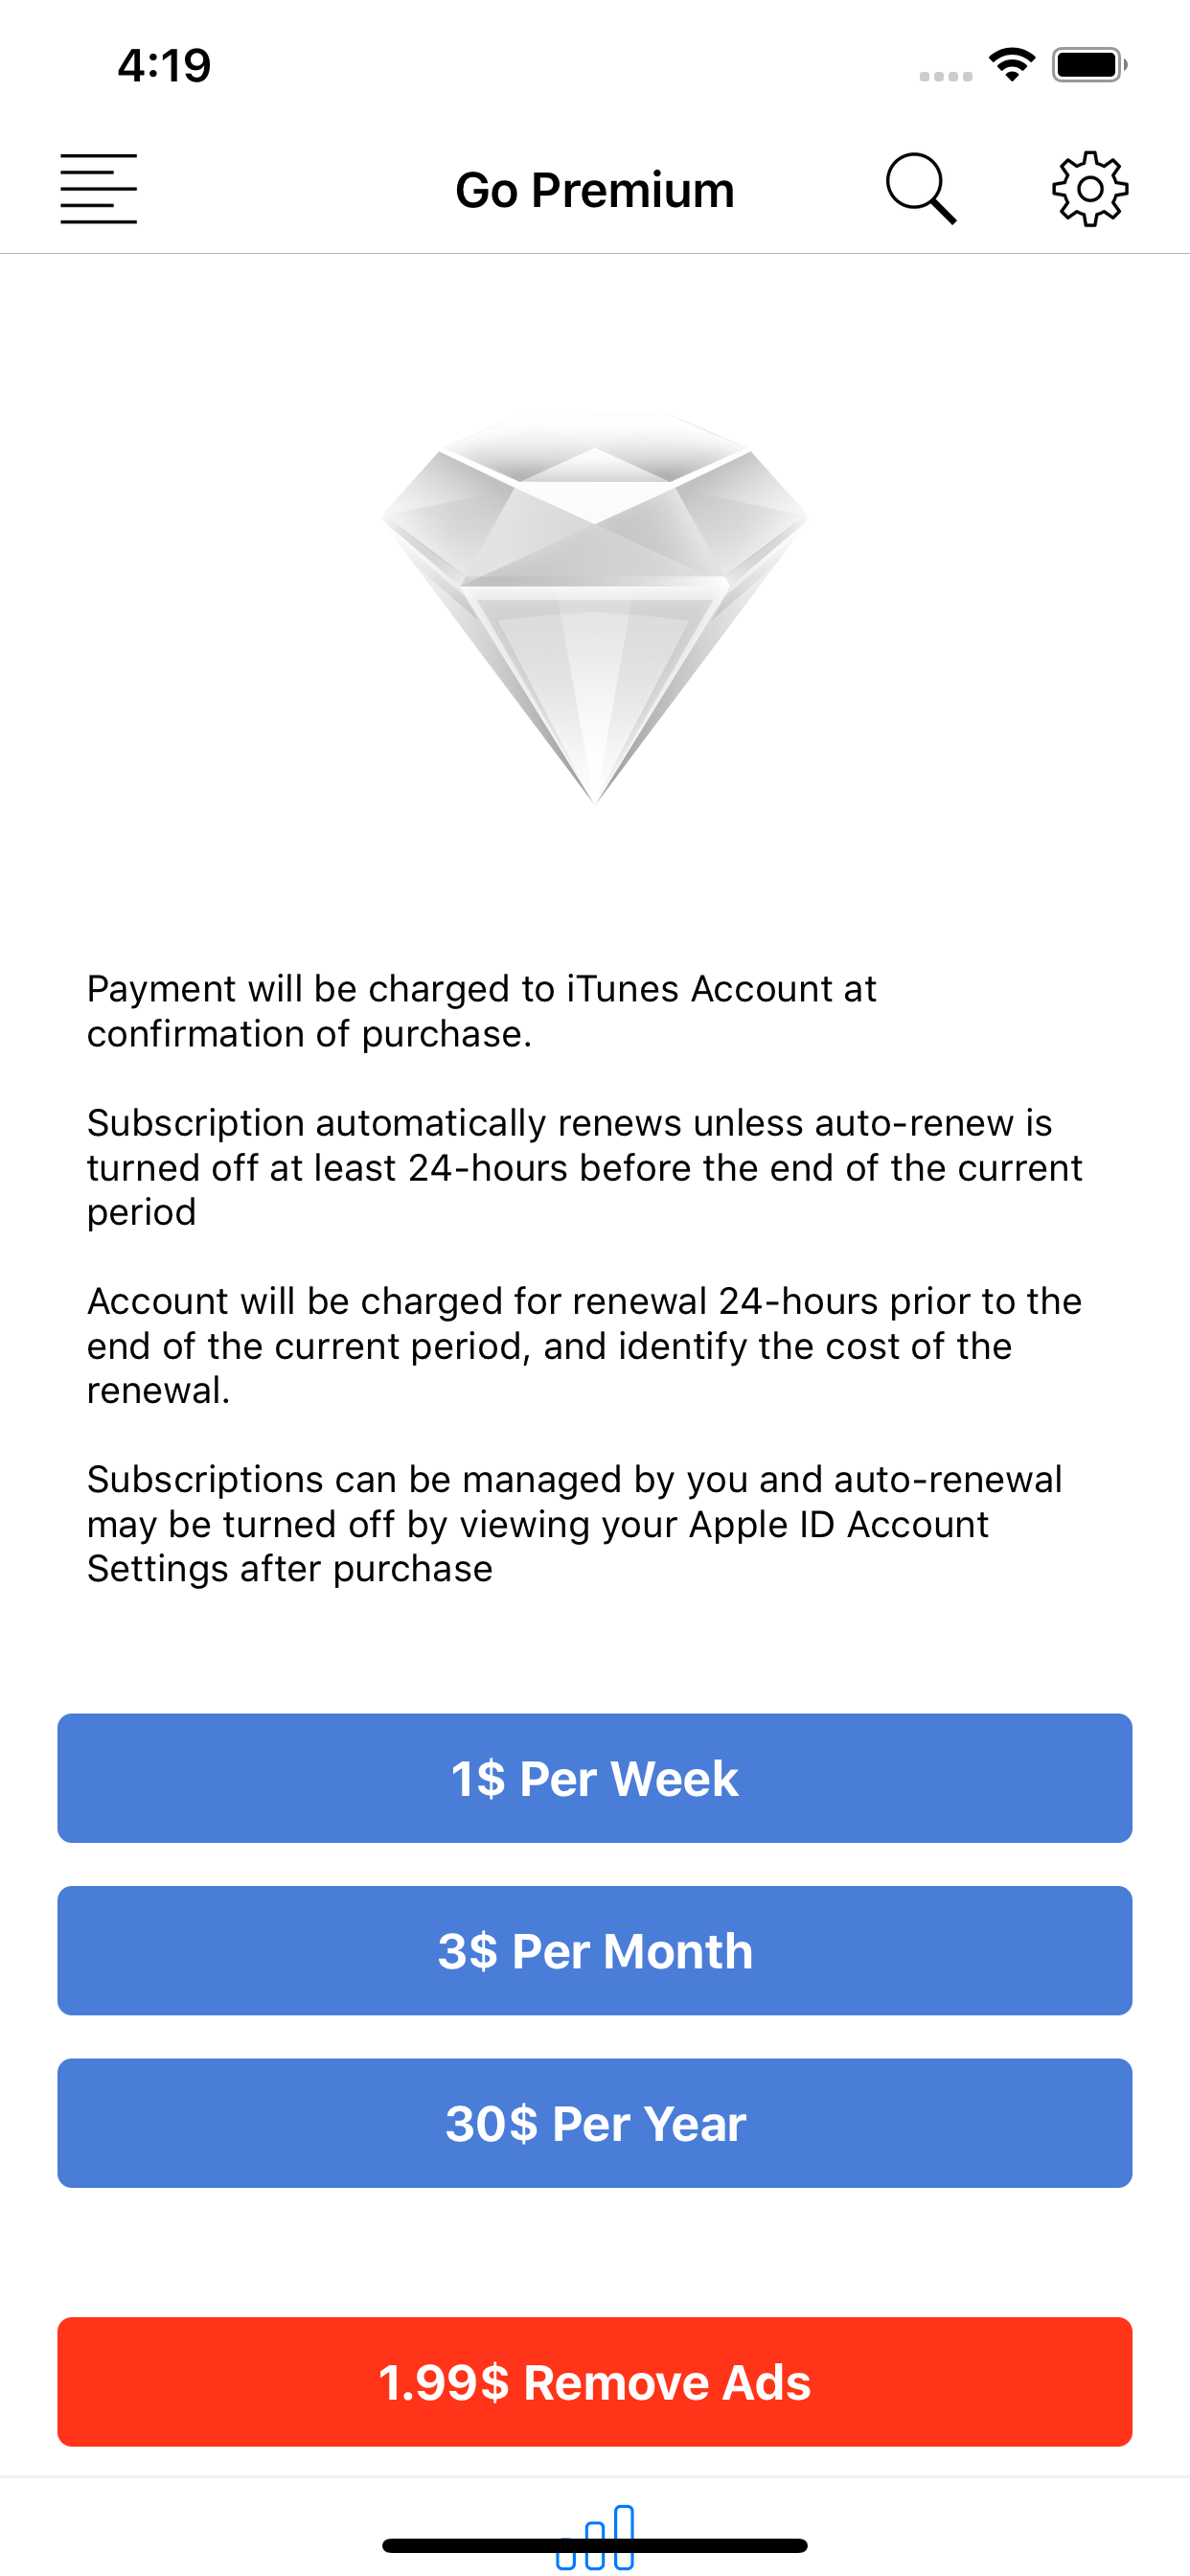 4:19
Go Premium
Payment will be charged to iTunes Account at
confirmation of purchase.
Subscription automatically renews unless auto-renew is
turned off at least 24-hours before the end of the current
period
Account will be charged for renewal 24-hours prior to the
end of the current period, and identify the cost of the
renewal.
Subscriptions can be managed by you and auto-renewal
may be turned off by viewing your Apple ID Account
Settings after purchase
1$ Per Week
3$ Per Month
30$ Per Year
1.99$ Remove Ads